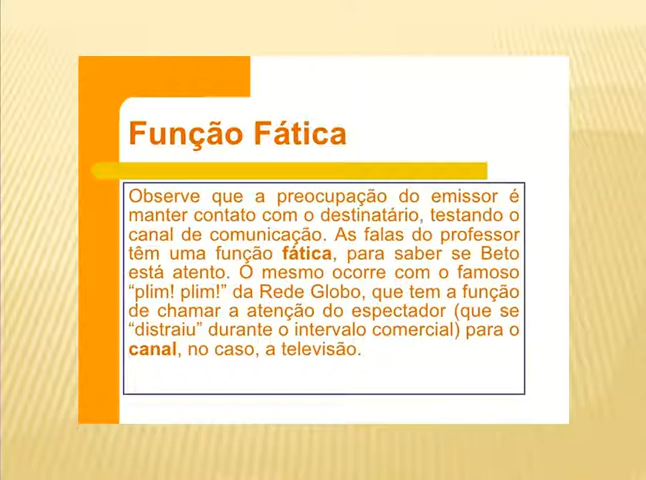 Função Fática
Observe que a preocupação do emissor é
manter contato com o destinatário, testando o
canal de comunicação. As falas do professor
têm uma função fática, para saber se Beto
está atento. O mesmo ocorre com o famoso
“plim! plim!” da Rede Globo, que tem a função
de chamar a atenção do espectador (que se
“distraiu” durante o intervalo comercial) para o
canal, no caso, a televisão.